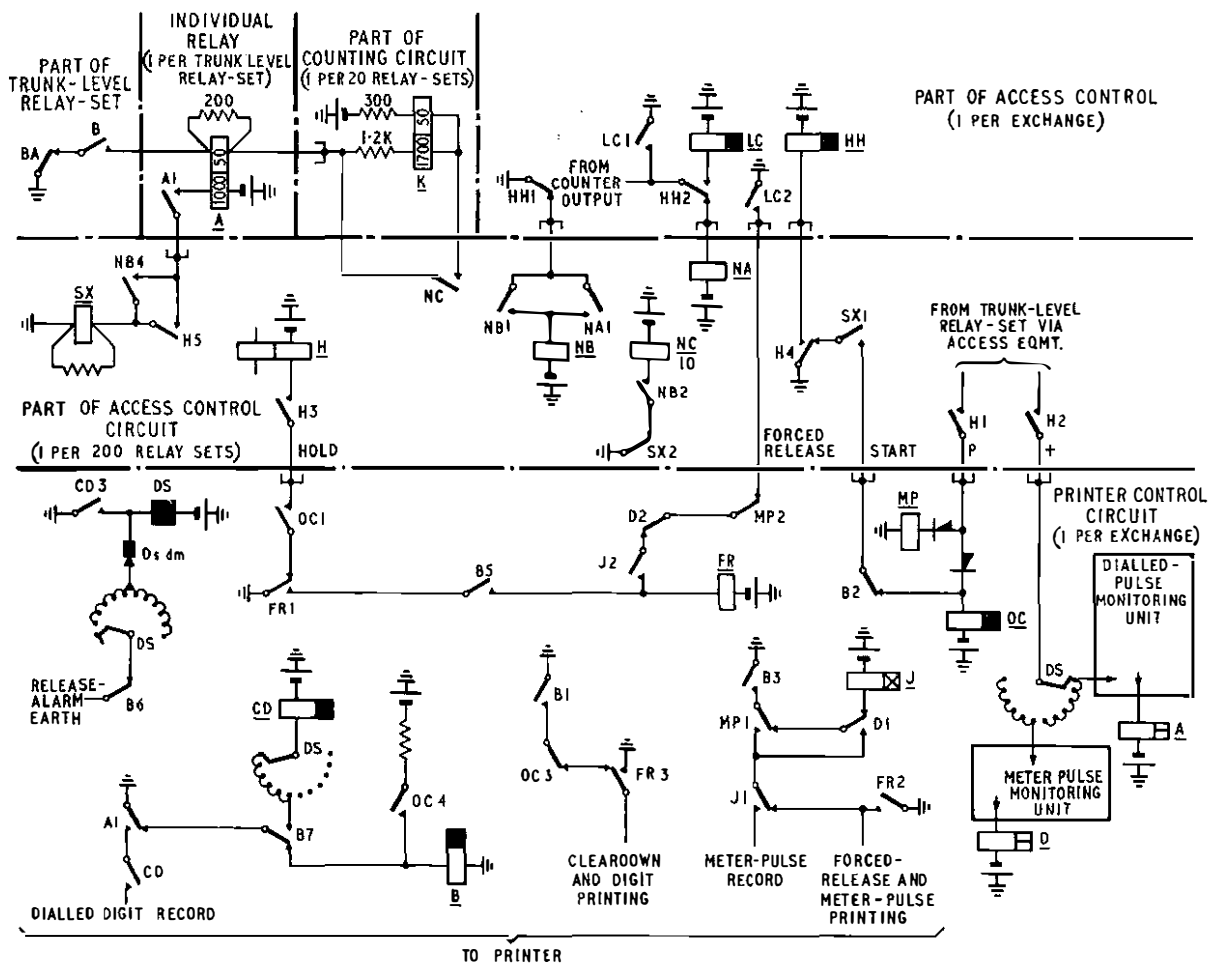 INDIVIDUAL
RELAY
(1 PER TRUNK LEVEL
RELAY-SET)
PART OF
COUNTING CIRCUIT
(1 PER 20 RELAY-SETS)
PART OF
TRUNK-LEVEL
RELAY-SET
PART OF ACCESS CONTROL
(1 PER EXCHANGE)
200
300
50
1·2K
1700
K
BA
B
A1
50
1000
A
LC1
LC
HH
FROM
COUNTER
OUTPUT
HH1
HH2
LC2
NB4
SX
H5
NC
H
H3
NB1
NA1
NB
NC
10
NB2
SX2
NA
SX1
H4
FROM TRUNK-LEVEL
RELAY-SET VIA
ACCESS EQMT.
H1
H2
P
+
PART OF ACCESS CONTROL
CIRCUIT
(1 PER 200 RELAY SETS)
HOLD
FORCED
RELEASE
START
PRINTER CONTROL
CIRCUIT
(1 PER EXCHANGE)
CD3
DS
Ds dm
DS
RELEASE-
ALARM
EARTH
B6
OC1
FR1
B5
D2
MP2
J2
FR
MP
B2
OC
DIALLED-
PULSE
MONITORING
UNIT
DS
A
METER PULSE
MONITORING
UNIT
D
CD
DS
OC4
B7
B
A1
CD
B1
OC3
FR3
B3
MP1
J
D1
J1
FR2
DIALLED DIGIT RECORD
CLEARDOWN
AND DIGIT
PRINTING
METER-PULSE
RECORD
FORCED-
RELEASE AND
METER-PULSE
PRINTING
TO PRINTER